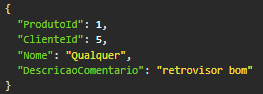 {
"ProdutoId": 1,
"ClienteId": 5,
"Nome": "Qualquer",
"DescricaoComentario": "retrovisor bom"
}